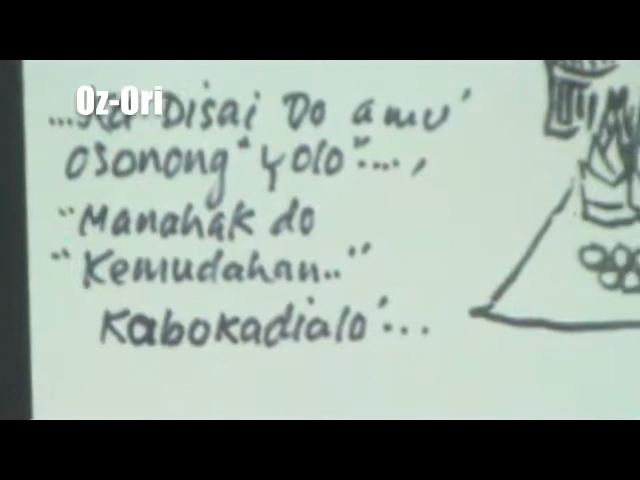 Oz-Ori
Disai Do amu'
osonong "yolo"...,
"Manahak do
"Kemudahan.."
Kabokadialo'...